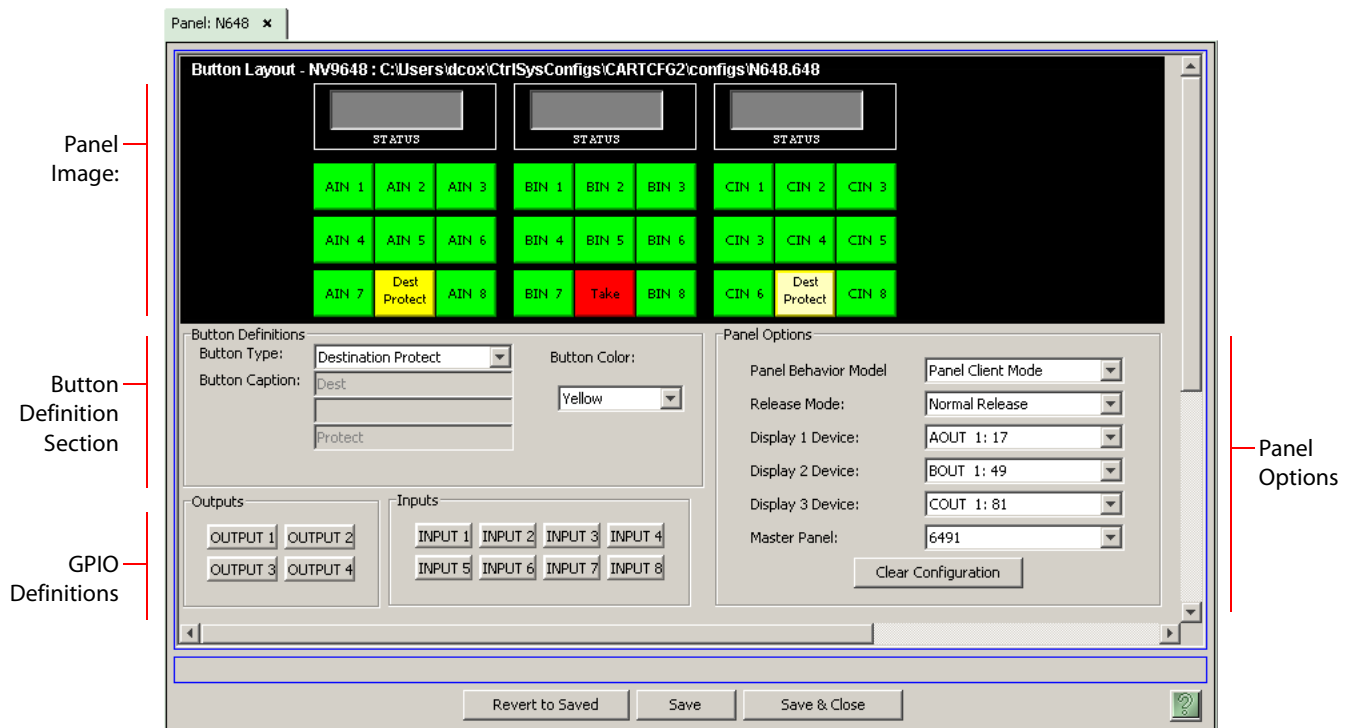 Panel: N648 ×
Button Layout - NV9648 : C:\Users\dcox\CtrlSysConfigs\CARTCFG2\configs\N648.648
STATUS STATUS STATUS
Panel
Image:
AIN 1 AIN 2 AIN 3 BIN 1 BIN 2 BIN 3 CIN 1 CIN 2 CIN 3
AIN 4 AIN 5 AIN 6 BIN 4 BIN 5 BIN 6 CIN 3 CIN 4 CIN 5
AIN 7 Dest Protect AIN 8 BIN 7 Take BIN 8 CIN 6 Dest Protect CIN 8
Button
Definition
Section
Button Definitions
Button Type: Destination Protect
Button Caption: Dest
Protect
Button Color:
Yellow
Panel Options
Panel Behavior Model Panel Client Mode
Release Mode: Normal Release
Display 1 Device: AOUT 1: 17
Display 2 Device: BOUT 1: 49
Display 3 Device: COUT 1: 81
Master Panel: 6491
Clear Configuration
Panel
Options
GPIO
Definitions
Outputs
OUTPUT 1 OUTPUT 2
OUTPUT 3 OUTPUT 4
Inputs
INPUT 1 INPUT 2 INPUT 3 INPUT 4
INPUT 5 INPUT 6 INPUT 7 INPUT 8
Revert to Saved Save Save & Close ?